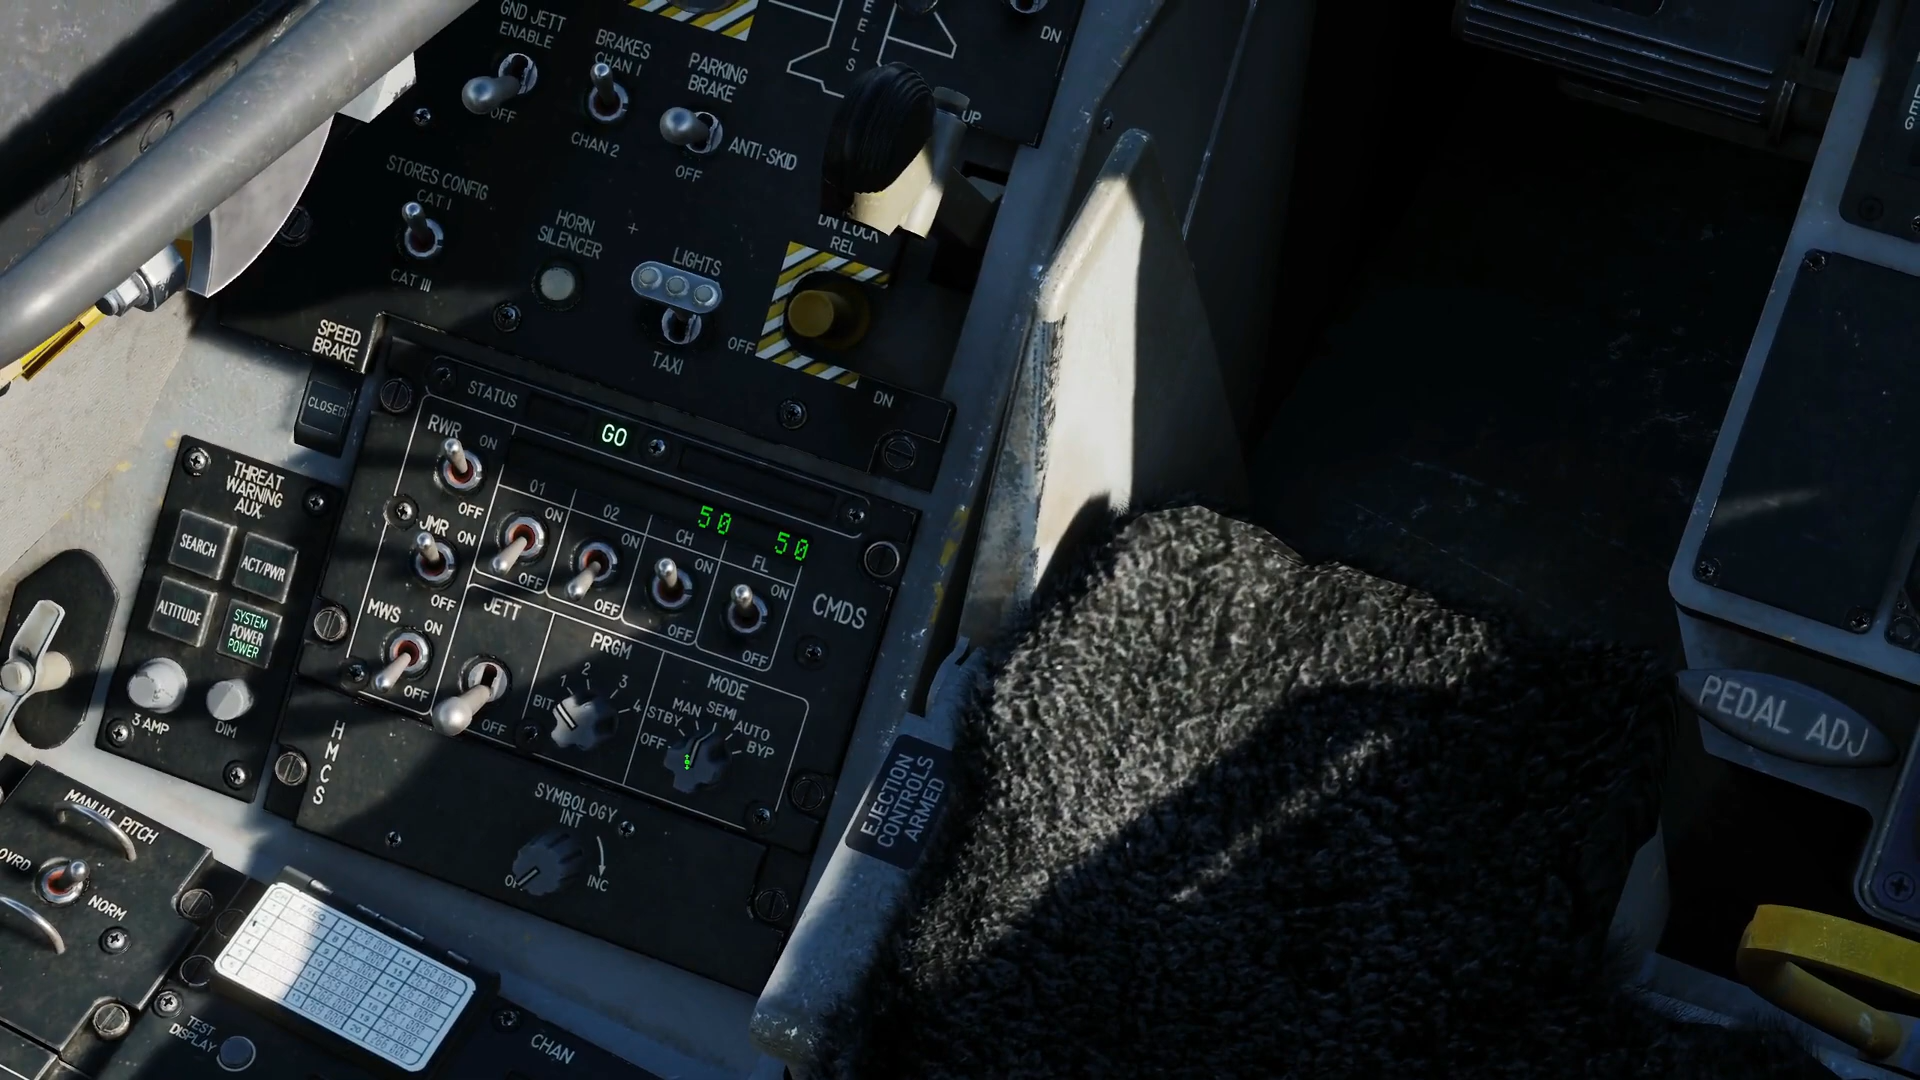 GND JETT
ENABLE
OFF
BRAKES
CHAN 1
CHAN 2
PARKING
BRAKE
ANTI-SKID
OFF
DN
UP
STORES CONFIG
CAT I
CAT III
HORN
SILENCER
LIGHTS
OFF
TAXI
DN LOCK
REL
DN
SPEED
BRAKE
CLOSED
STATUS
GO
RWR
ON
OFF
JMR
ON
OFF
MWS
ON
OFF
01
ON
OFF
02
ON
OFF
50
CH
ON
OFF
50
FL
ON
OFF
CMDS
JETT
OFF
PRGM
BIT
1
2
3
4
MODE
OFF
STBY
MAN
SEMI
AUTO
BYP
THREAT
WARNING
AUX
SEARCH
ACT/PWR
ALTITUDE
SYSTEM
POWER
POWER
3 AMP
DIM
HMCS
SYMBOLOGY
INT
INC
MANUAL PITCH
OVRD
NORM
TEST
DISPLAY
CHAN
EJECTION
CONTROLS
ARMED
PEDAL ADJ